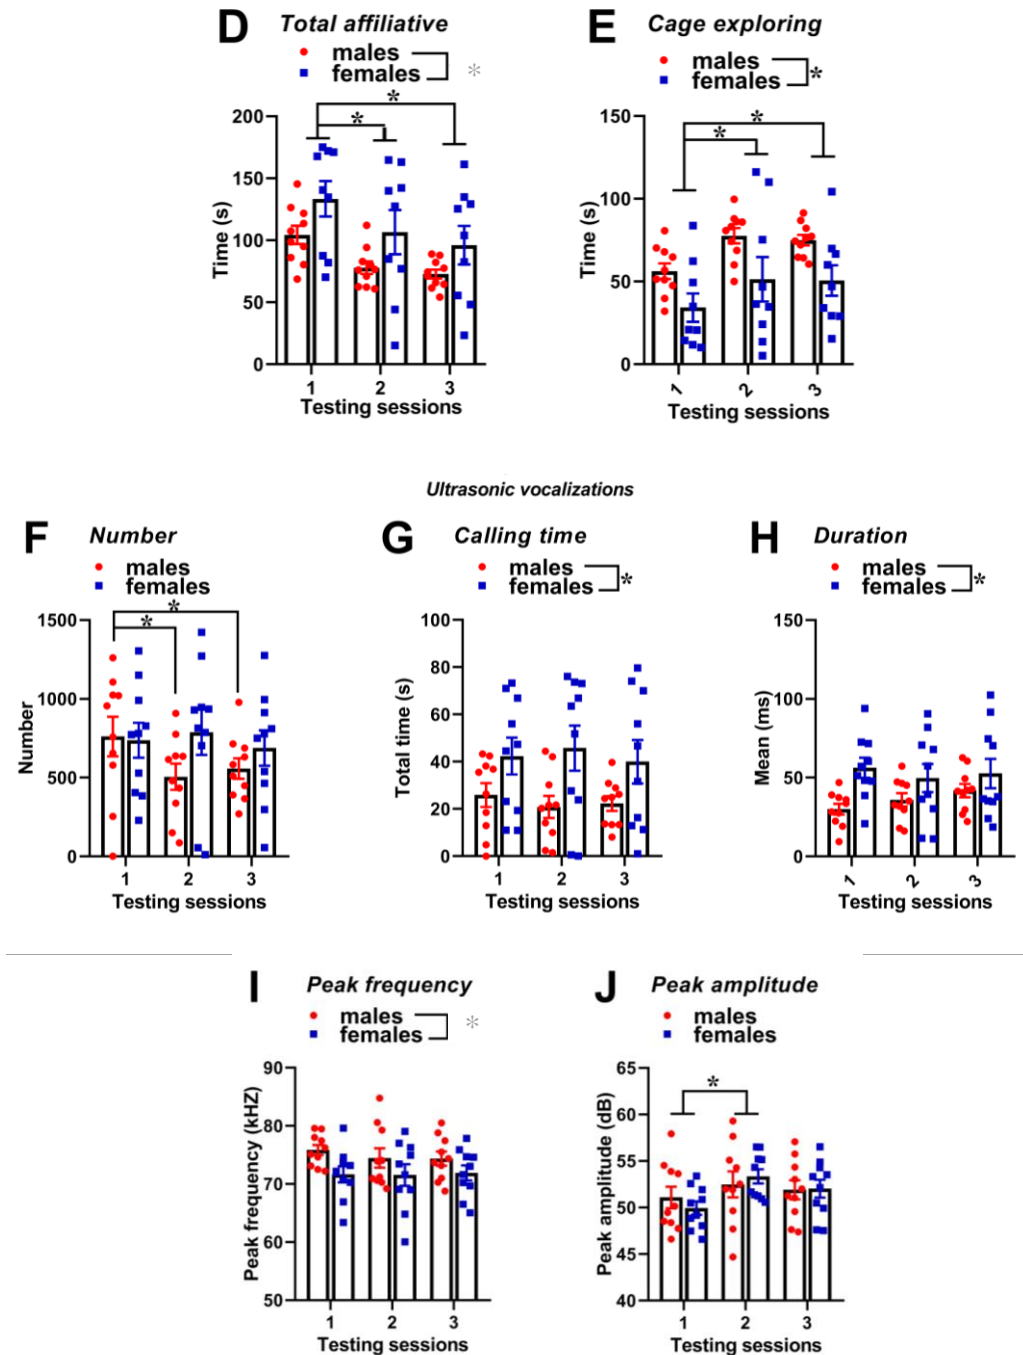 D Total affiliative
males
females *
*
*
200
150
100
50
0
Time (s)
1 2 3
Testing sessions
E Cage exploring
males
females *
*
*
150
100
50
0
Time (s)
1 2 3
Testing sessions
Ultrasonic vocalizations
F Number
males
females
*
*
1500
1000
500
0
Number
1 2 3
Testing sessions
G Calling time
males
females *
100
80
60
40
20
0
Total time (s)
1 2 3
Testing sessions
H Duration
males
females *
150
100
50
0
Mean (ms)
1 2 3
Testing sessions
I Peak frequency
males
females *
90
80
70
60
50
Peak frequency (kHZ)
1 2 3
Testing sessions
J Peak amplitude
males
females
*
65
60
55
50
45
40
Peak amplitude (dB)
1 2 3
Testing sessions